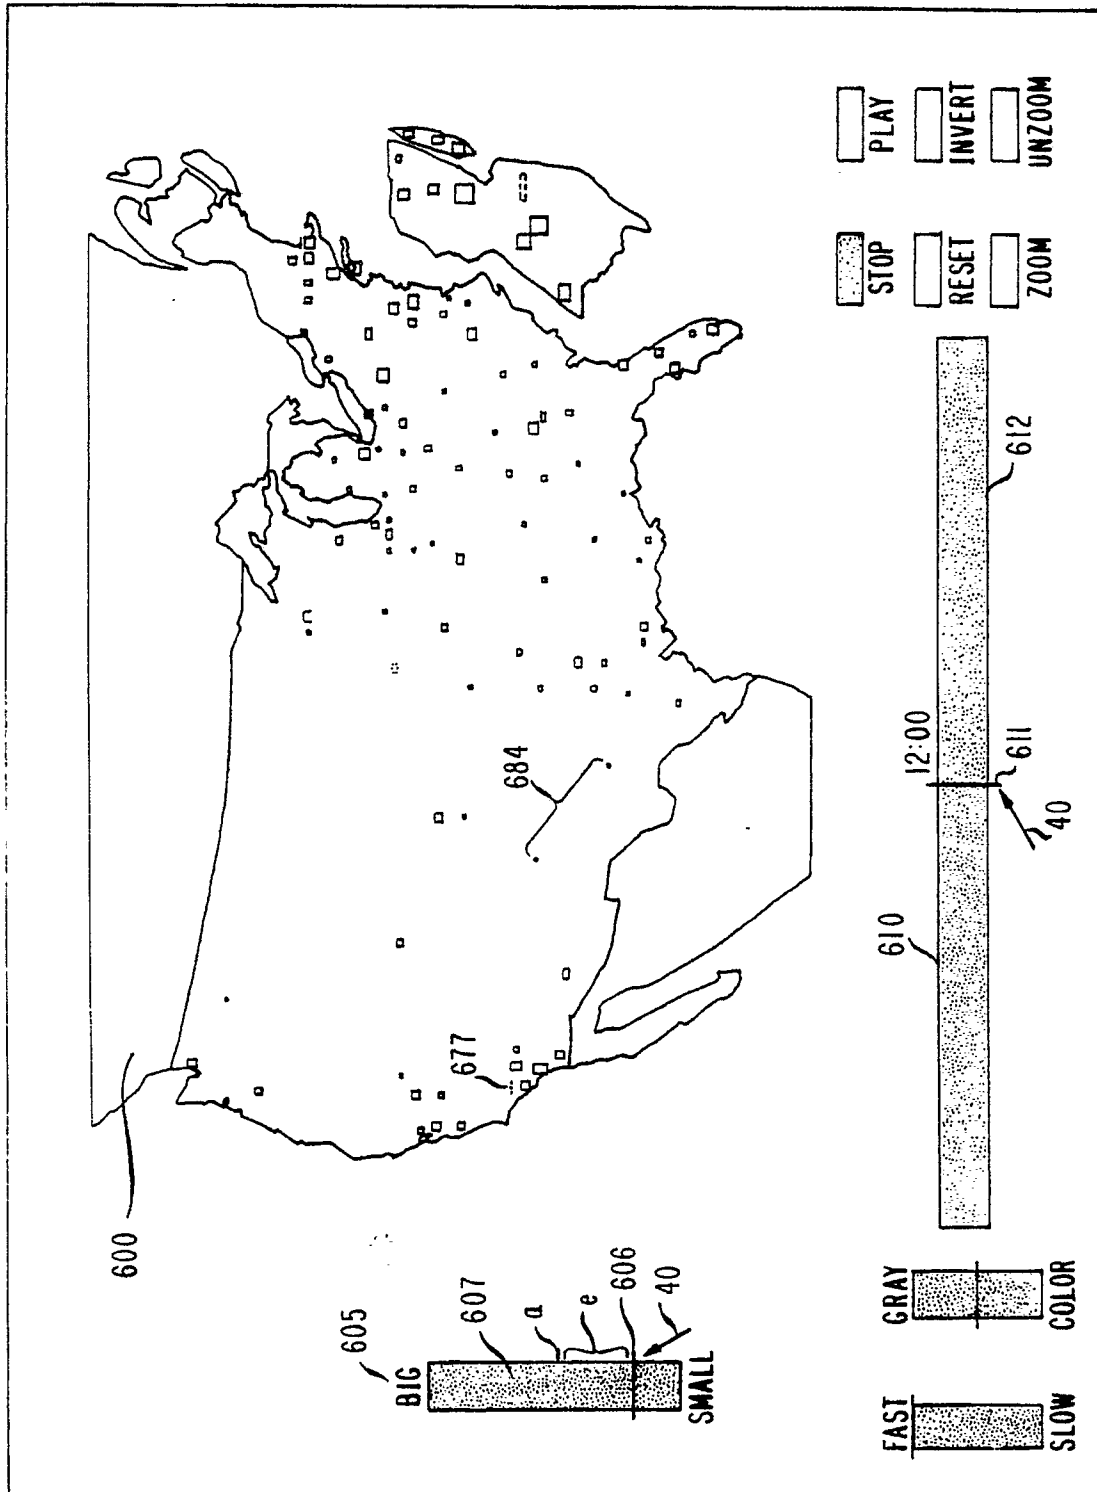 600
684
677
605
BIG
607
a
e
606
40
SMALL
610
12:00
611
40
612
STOP
PLAY
RESET
INVERT
ZOOM
UNZOOM
FAST
SLOW
GRAY
COLOR